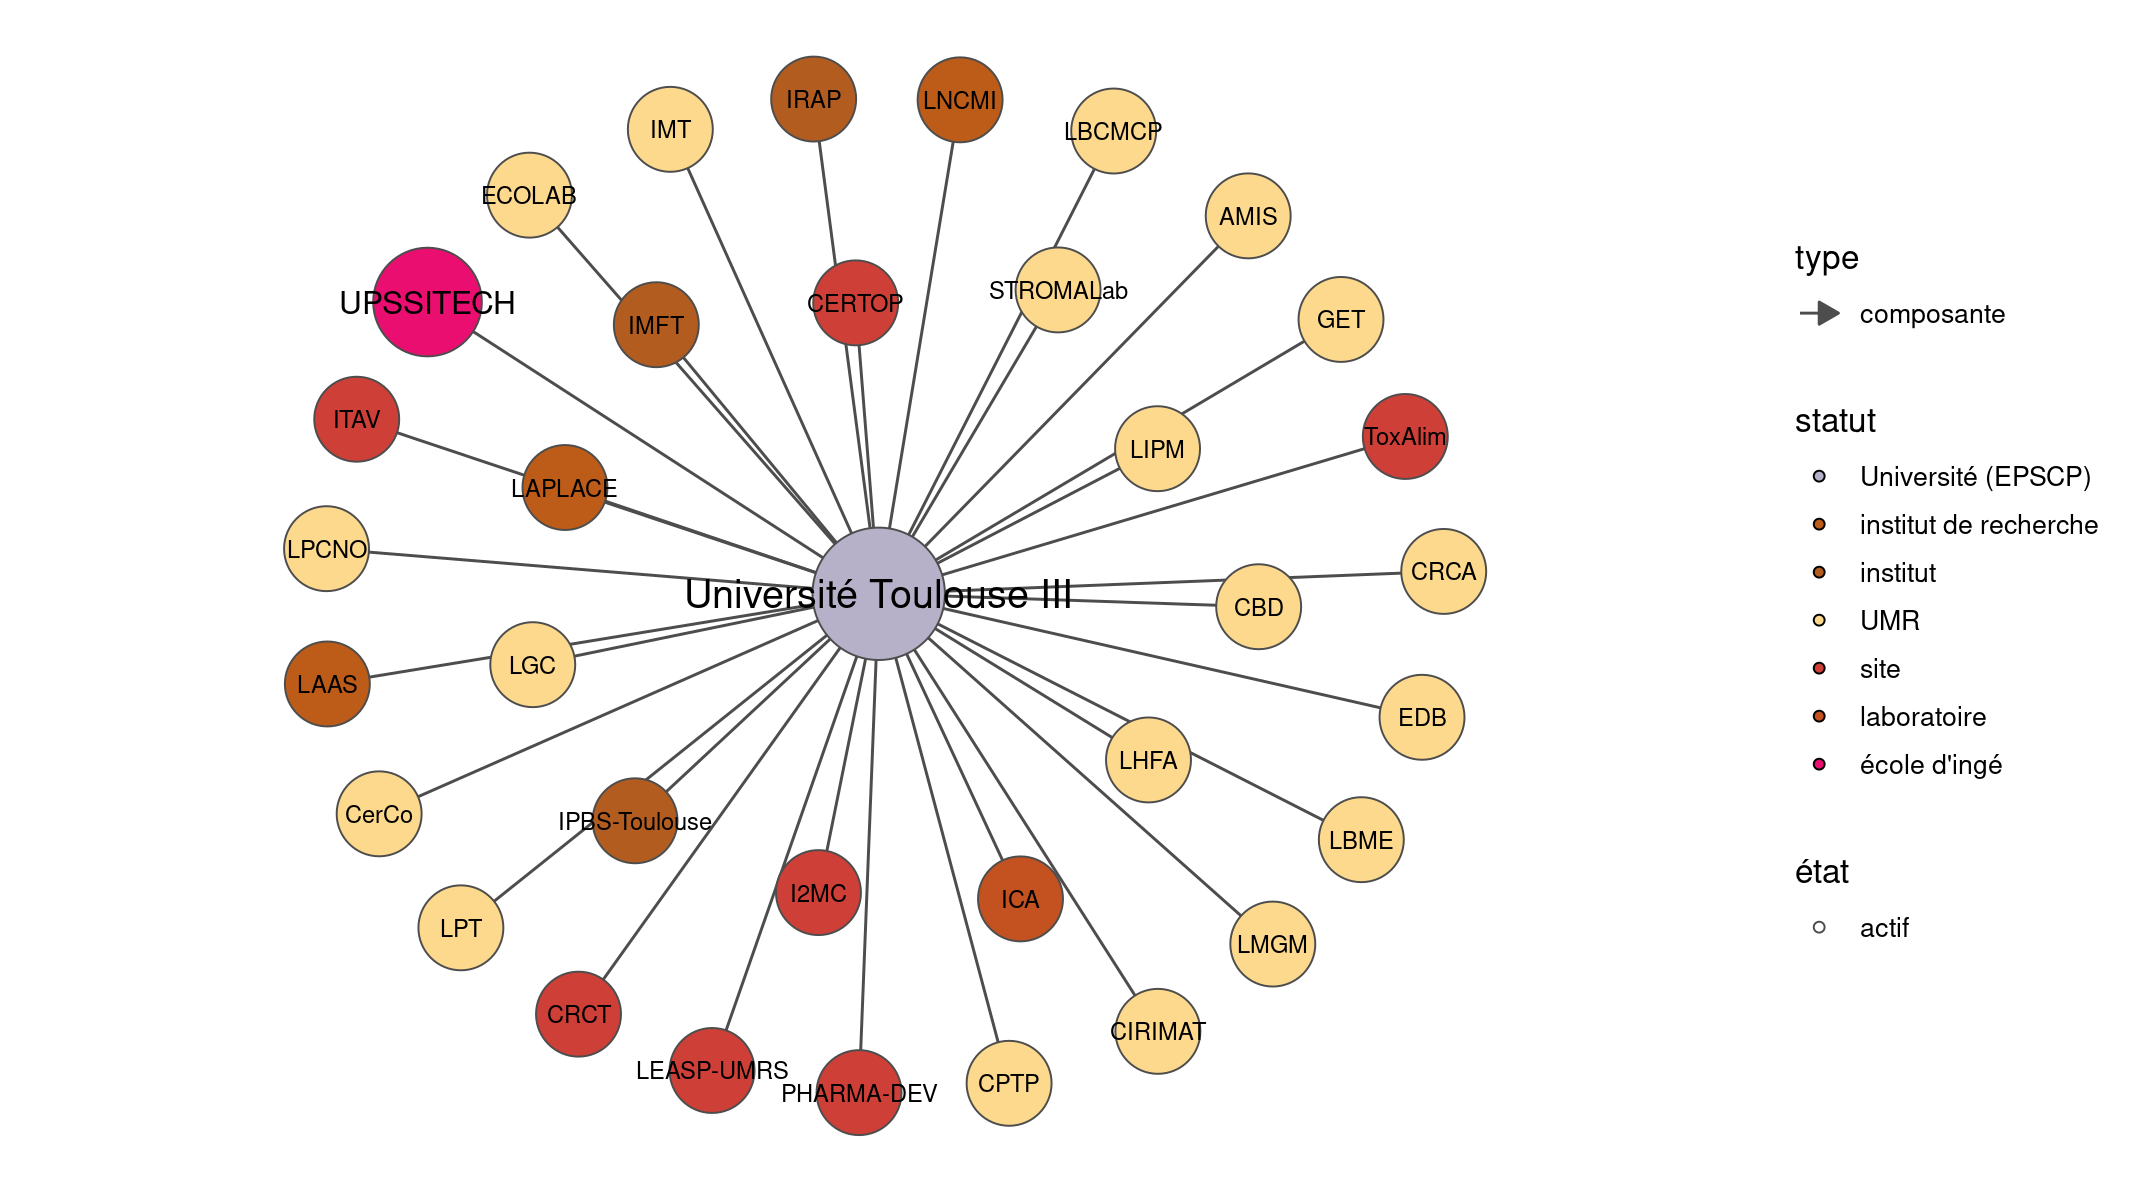 IRAP
LNCMI
IMT
LBCMCP
ECOLAB
AMIS
STROMALab
UPSSITECH
CERTOP
IMFT
GET
ITAV
ToxAlim
LIPM
LAPLACE
LPCNO
CRCA
Université Toulouse III
CBD
LGC
LAAS
EDB
LHFA
CerCo
IPBS-Toulouse
LBME
I2MC
ICA
LPT
LMGM
CRCT
CIRIMAT
LEASP-UMRS
CPTP
PHARMA-DEV
type
composante
statut
Université (EPSCP)
institut de recherche
institut
UMR
site
laboratoire
école d'ingé
état
actif